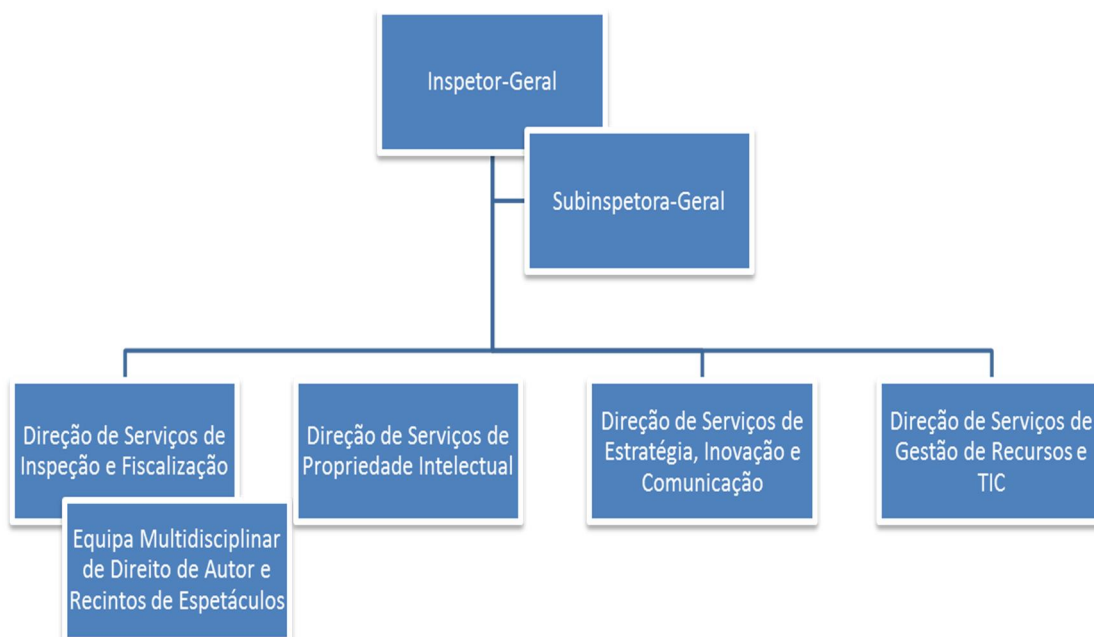 Inspetor-Geral
Subinspetora-Geral
Direção de Serviços de
Inspeção e Fiscalização
Direção de Serviços de
Propriedade Intelectual
Direção de Serviços de
Estratégia, Inovação e
Comunicação
Direção de Serviços de
Gestão de Recursos e
TIC
Equipa Multidisciplinar
de Direito de Autor e
Recintos de Espetáculos